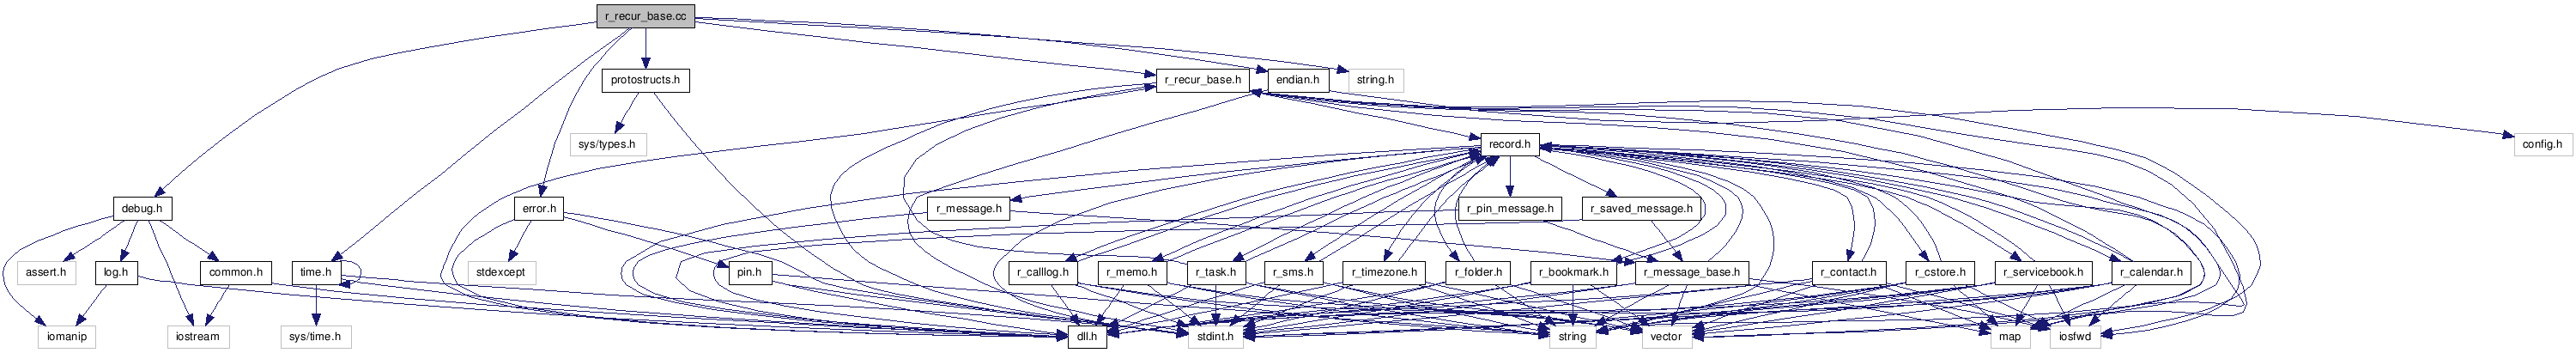 r_recur_base.cc
protostructs.h
r_recur_base.h
endian.h
string.h
sys/types.h
record.h
config.h
debug.h
error.h
r_message.h
r_pin_message.h
r_saved_message.h
assert.h
log.h
common.h
time.h
stdexcept
pin.h
r_calllog.h
r_memo.h
r_task.h
r_sms.h
r_timezone.h
r_folder.h
r_bookmark.h
r_message_base.h
r_contact.h
r_cstore.h
r_servicebook.h
r_calendar.h
iomanip
iostream
sys/time.h
dll.h
stdint.h
string
vector
map
iosfwd